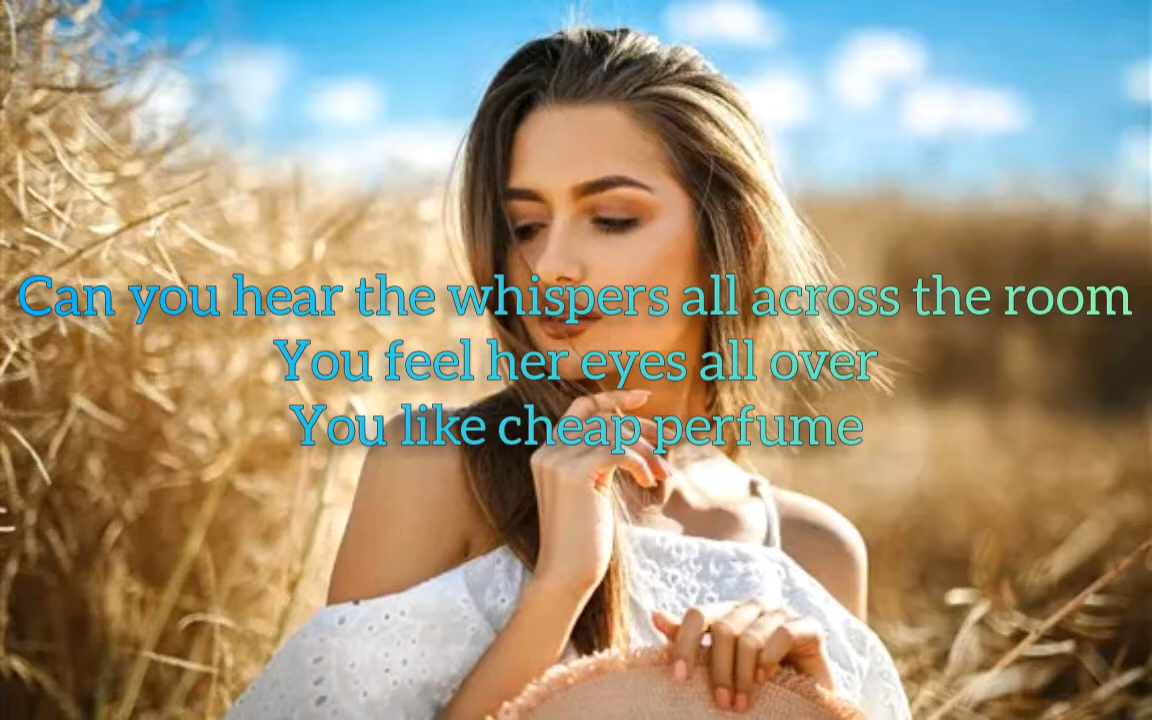 Can you hear the whispers all across the room
You feel her eyes all over
You like cheap perfume